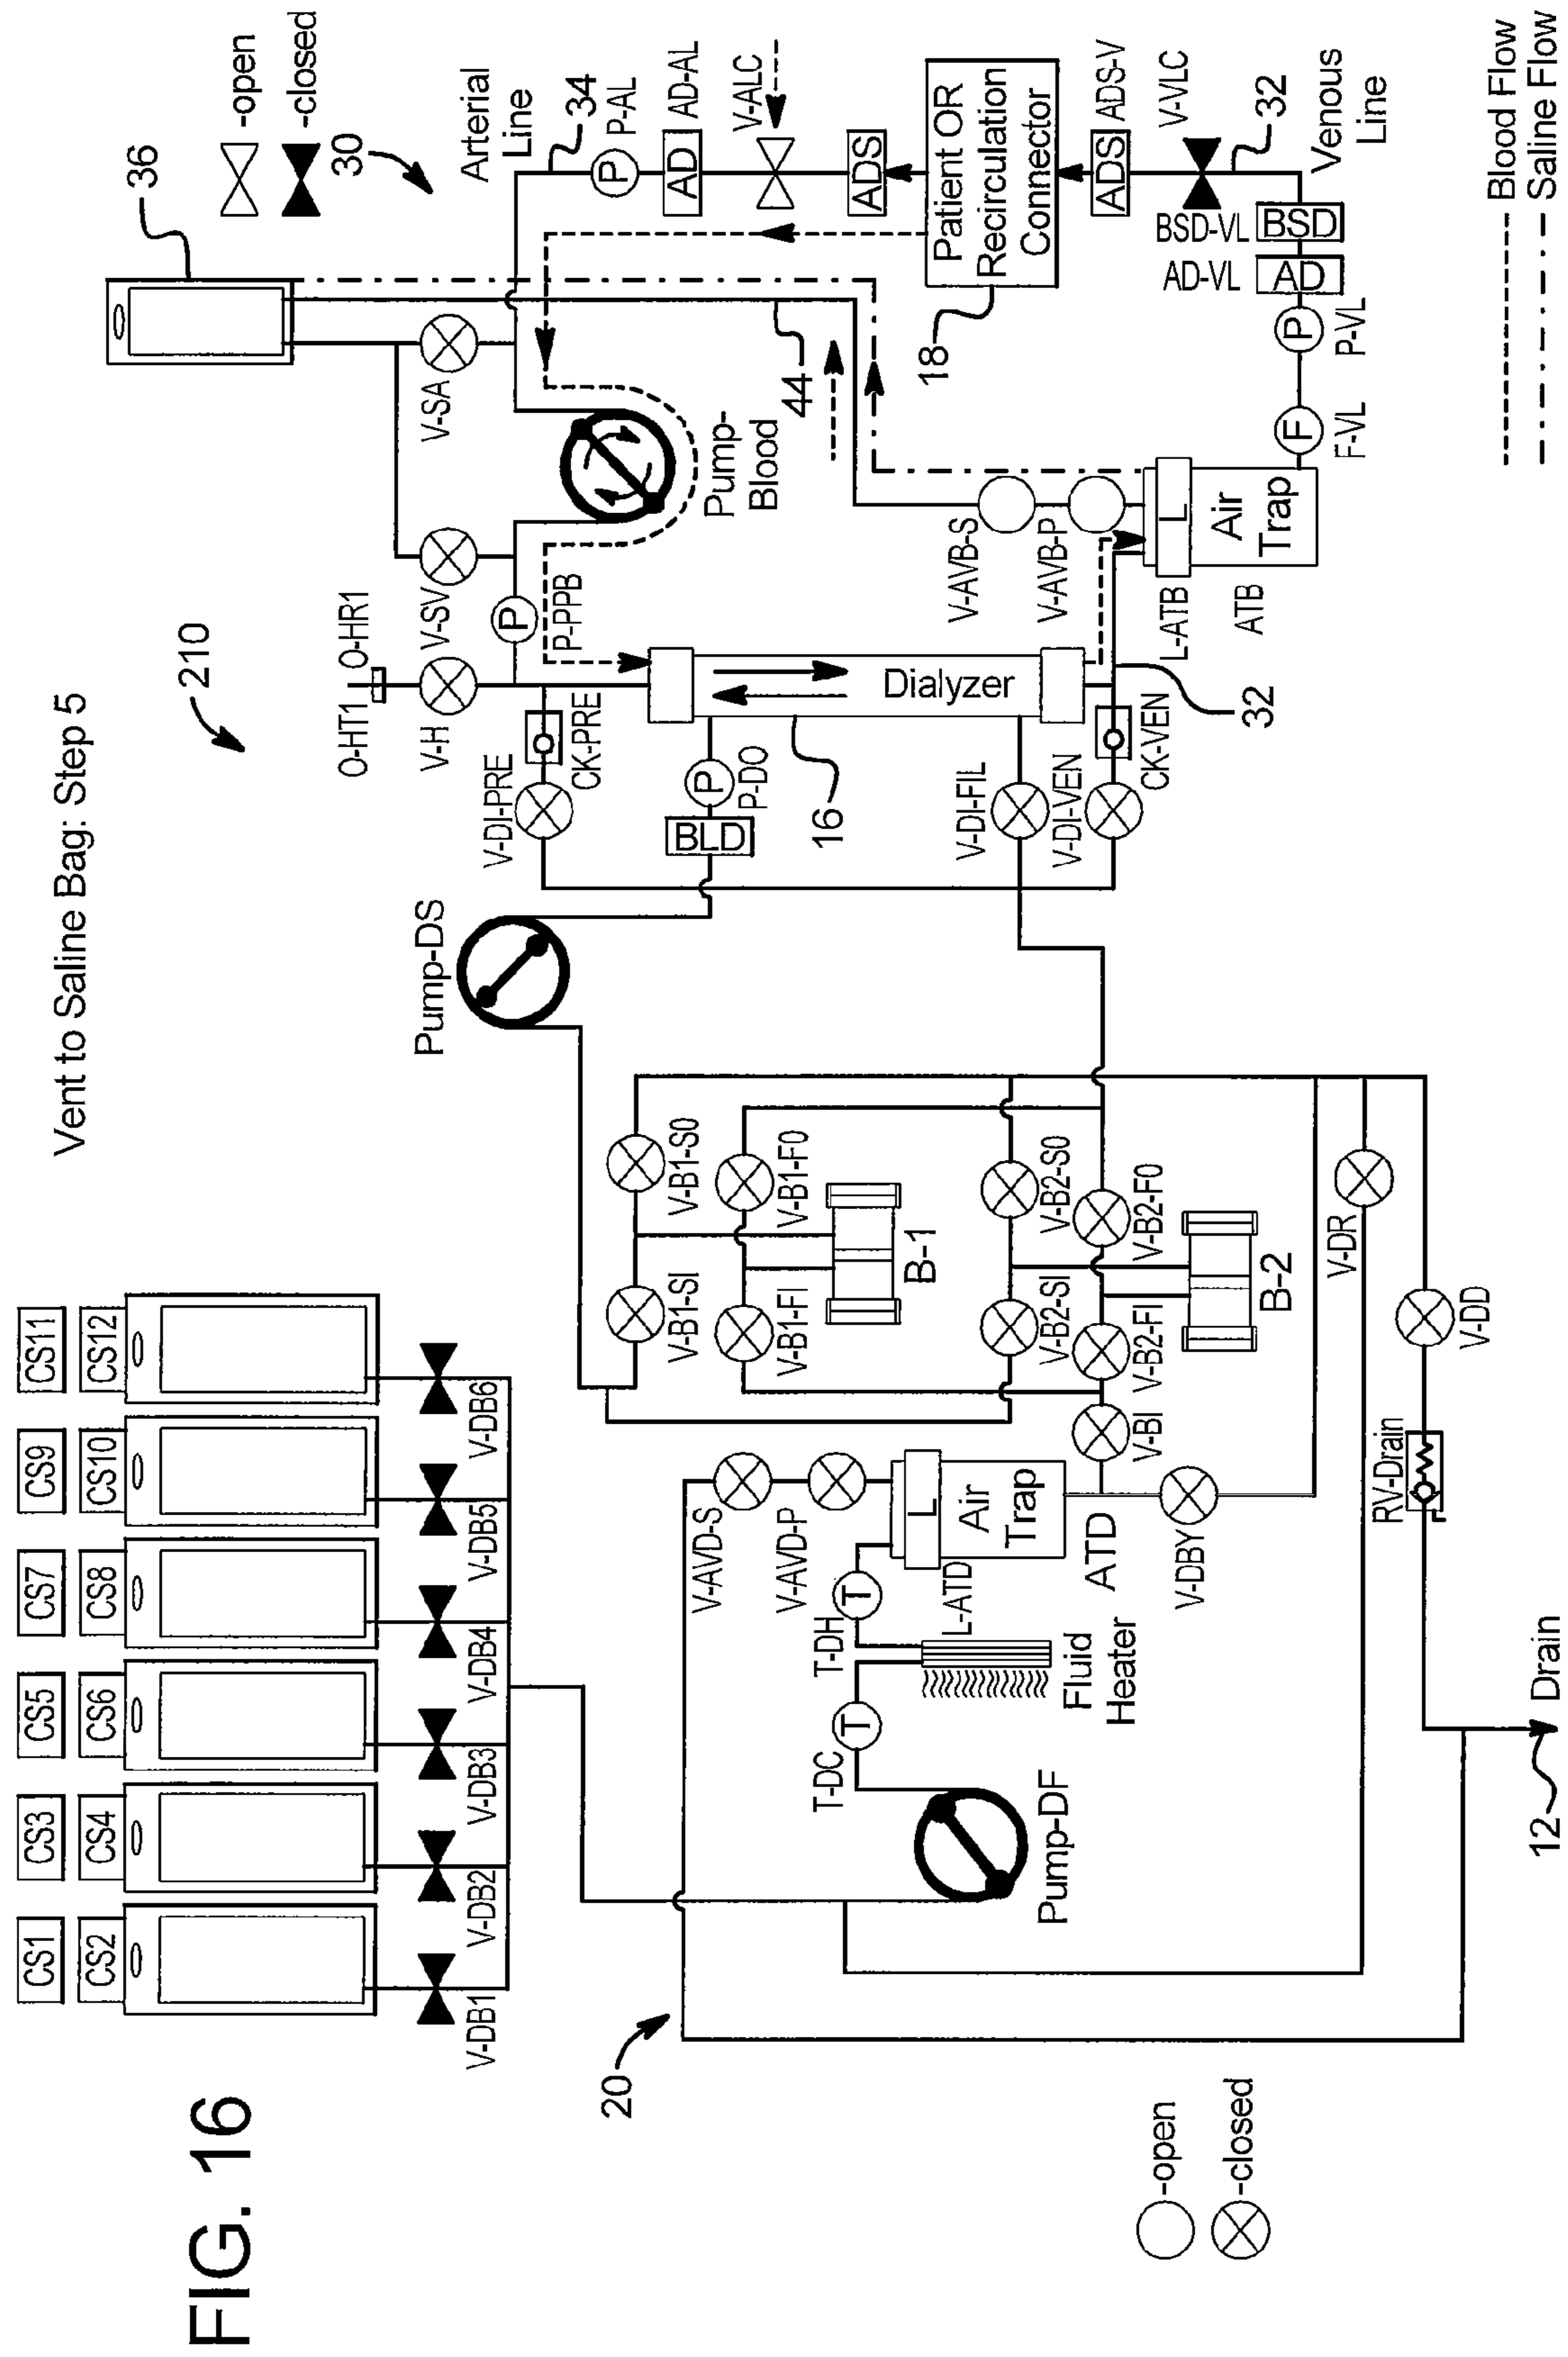 FIG. 16
Vent to Saline Bag: Step 5
210
CS1
CS3
CS5
CS7
CS9
CS11
CS2
CS4
CS6
CS8
CS10
CS12
V-DB1
V-DB2
V-DB3
V-DB4
V-DB5
V-DB6
20
Pump-DF
T
T-DC
T
T-DH
Fluid
Heater
V-AVD-S
V-AVD-P
L
Air
Trap
L-ATD
ATD
V-BI
V-DBY
V-B1-SI
V-B1-S0
V-B1-FI
V-B1-F0
B-1
V-B2-SI
V-B2-S0
V-B2-FI
V-B2-F0
B-2
V-DR
V-DD
RV-Drain
12
Drain
Pump-DS
BLD
P
P-DO
16
Dialyzer
V-DI-PRE
CK-PRE
V-DI-FIL
V-DI-VEN
CK-VEN
32
O-HT1
O-HR1
V-H
V-SV
P
P-PPB
V-SA
36
Pump-
Blood
44
V-AVB-S
V-AVB-P
L-ATB
L
Air
Trap
ATB
F
F-VL
P
P-VL
AD
AD-VL
BSD
BSD-VL
V-VLC
32
Venous
Line
ADS
ADS-V
18
Patient OR
Recirculation
Connector
ADS
V-ALC
AD
AD-AL
P
P-AL
34
Arterial
Line
30
-open
-closed
-open
-closed
Blood Flow
Saline Flow